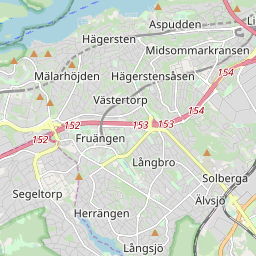 Aspudden
Hägersten
Midsommarkransen
Mälarhöjden
Hägerstensåsen
154
Västertorp
154
152
153
153
152
Fruängen
Långbro
Solberga
Segeltorp
Älvsjö
Herrängen
Långsjö